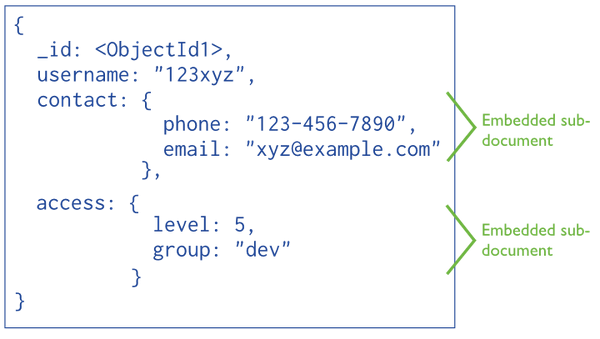 {
_id: <ObjectId1>,
username: "123xyz",
contact: {
phone: "123-456-7890",
email: "xyz@example.com"
},
access: {
level: 5,
group: "dev"
}
}
Embedded sub-
document
Embedded sub-
document